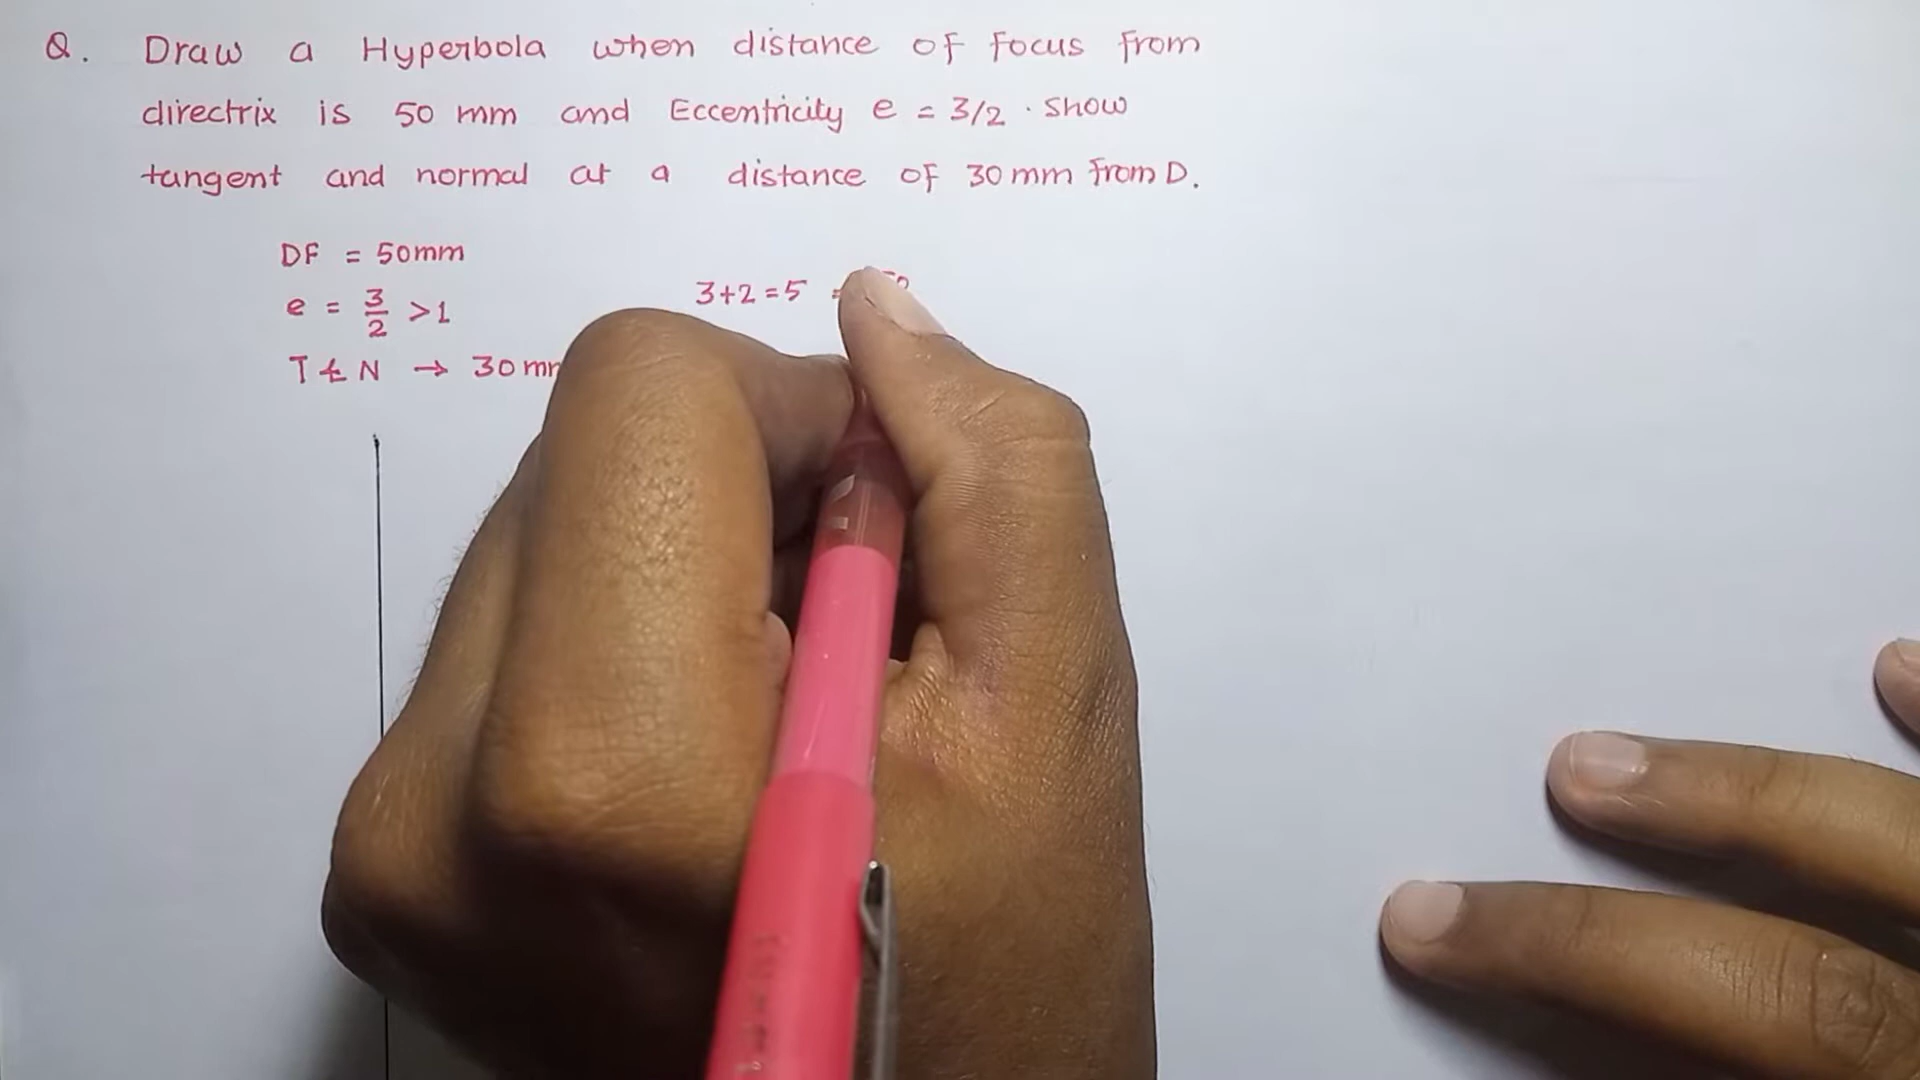 Q. Draw a Hyperbola when distance of focus from
directrix is 50 mm and Eccentricity e = 3/2 . Show
tangent and normal at a distance of 30 mm from D.
DF = 50mm
e = 3/2 >1
3+2=5
T & N → 30